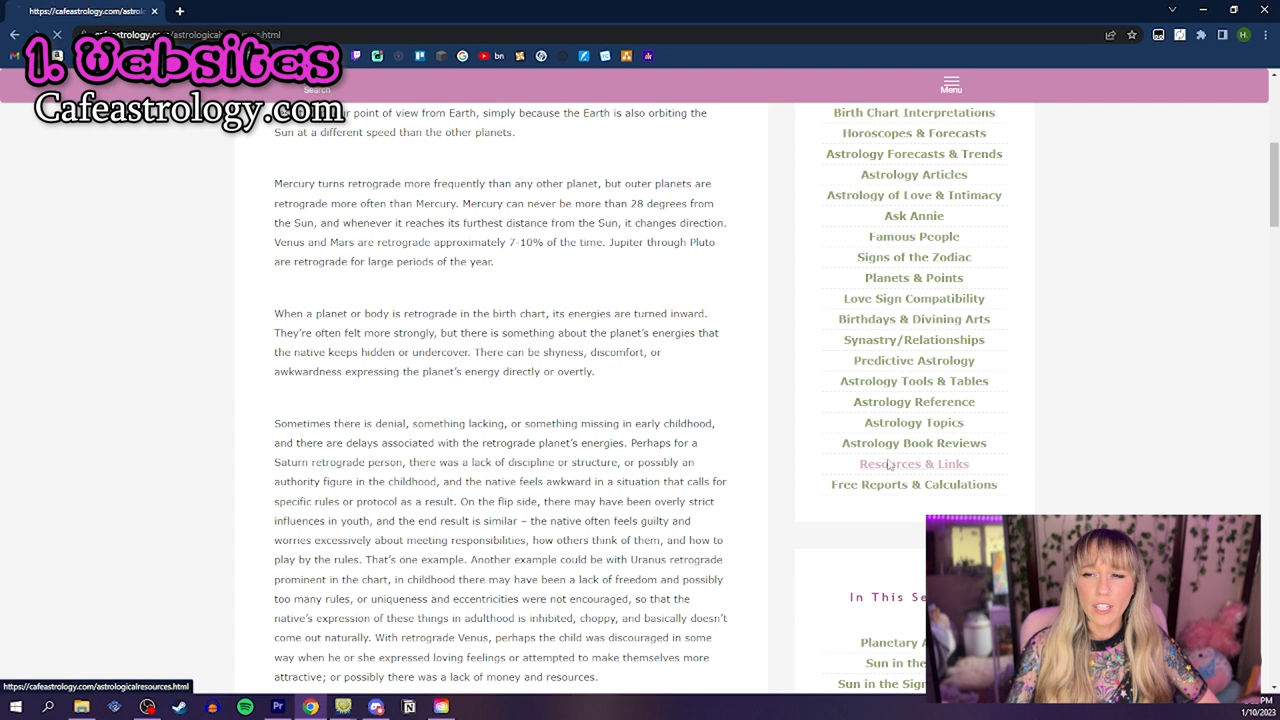 https://cafeastrology.com/astrol
1. Websites
Cafeastrology.com
Search
Menu
point of view from Earth, simply because the Earth is also orbiting the
Sun at a different speed than the other planets.
Mercury turns retrograde more frequently than any other planet, but outer planets are
retrograde more often than Mercury. Mercury can never be more than 28 degrees from
the Sun, and whenever it reaches its furthest distance from the Sun, it changes direction.
Venus and Mars are retrograde approximately 7-10% of the time. Jupiter through Pluto
are retrograde for large periods of the year.
When a planet or body is retrograde in the birth chart, its energies are turned inward.
They're often felt more strongly, but there is something about the planet's energies that
the native keeps hidden or undercover. There can be shyness, discomfort, or
awkwardness expressing the planet's energy directly or overtly.
Sometimes there is denial, something lacking, or something missing in early childhood,
and there are delays associated with the retrograde planet's energies. Perhaps for a
Saturn retrograde person, there was a lack of discipline or structure, or possibly an
authority figure in the childhood, and the native feels awkward in a situation that calls for
specific rules or protocol as a result. On the flip side, there may have been overly strict
influences in youth, and the end result is similar – the native often feels guilty and
worries excessively about meeting responsibilities, how others think of them, and how to
play by the rules. That's one example. Another example could be with Uranus retrograde
prominent in the chart, in childhood there may have been a lack of freedom and possibly
too many rules, or uniqueness and eccentricities were not encouraged, so that the
native's expression of these things in adulthood is inhibited, choppy, and basically doesn't
come out naturally. With retrograde Venus, perhaps the child was discouraged in some
way when he or she expressed loving feelings or attempted to make themselves more
attractive; or possibly there was a lack of money and resources.
Birth Chart Interpretations
Horoscopes & Forecasts
Astrology Forecasts & Trends
Astrology Articles
Astrology of Love & Intimacy
Ask Annie
Famous People
Signs of the Zodiac
Planets & Points
Love Sign Compatibility
Birthdays & Divining Arts
Synastry/Relationships
Predictive Astrology
Astrology Tools & Tables
Astrology Reference
Astrology Topics
Astrology Book Reviews
Resources & Links
Free Reports & Calculations
In This Se
Planetary A
Sun in the
Sun in the Sign
https://cafeastrology.com/astrologicalresources.html
1/10/2023